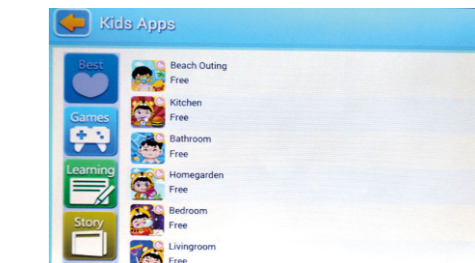 Kids Apps
Best
Games
Learning
Story
Beach Outing
Free
Kitchen
Free
Bathroom
Free
Homegarden
Free
Bedroom
Free
Livingroom
Free